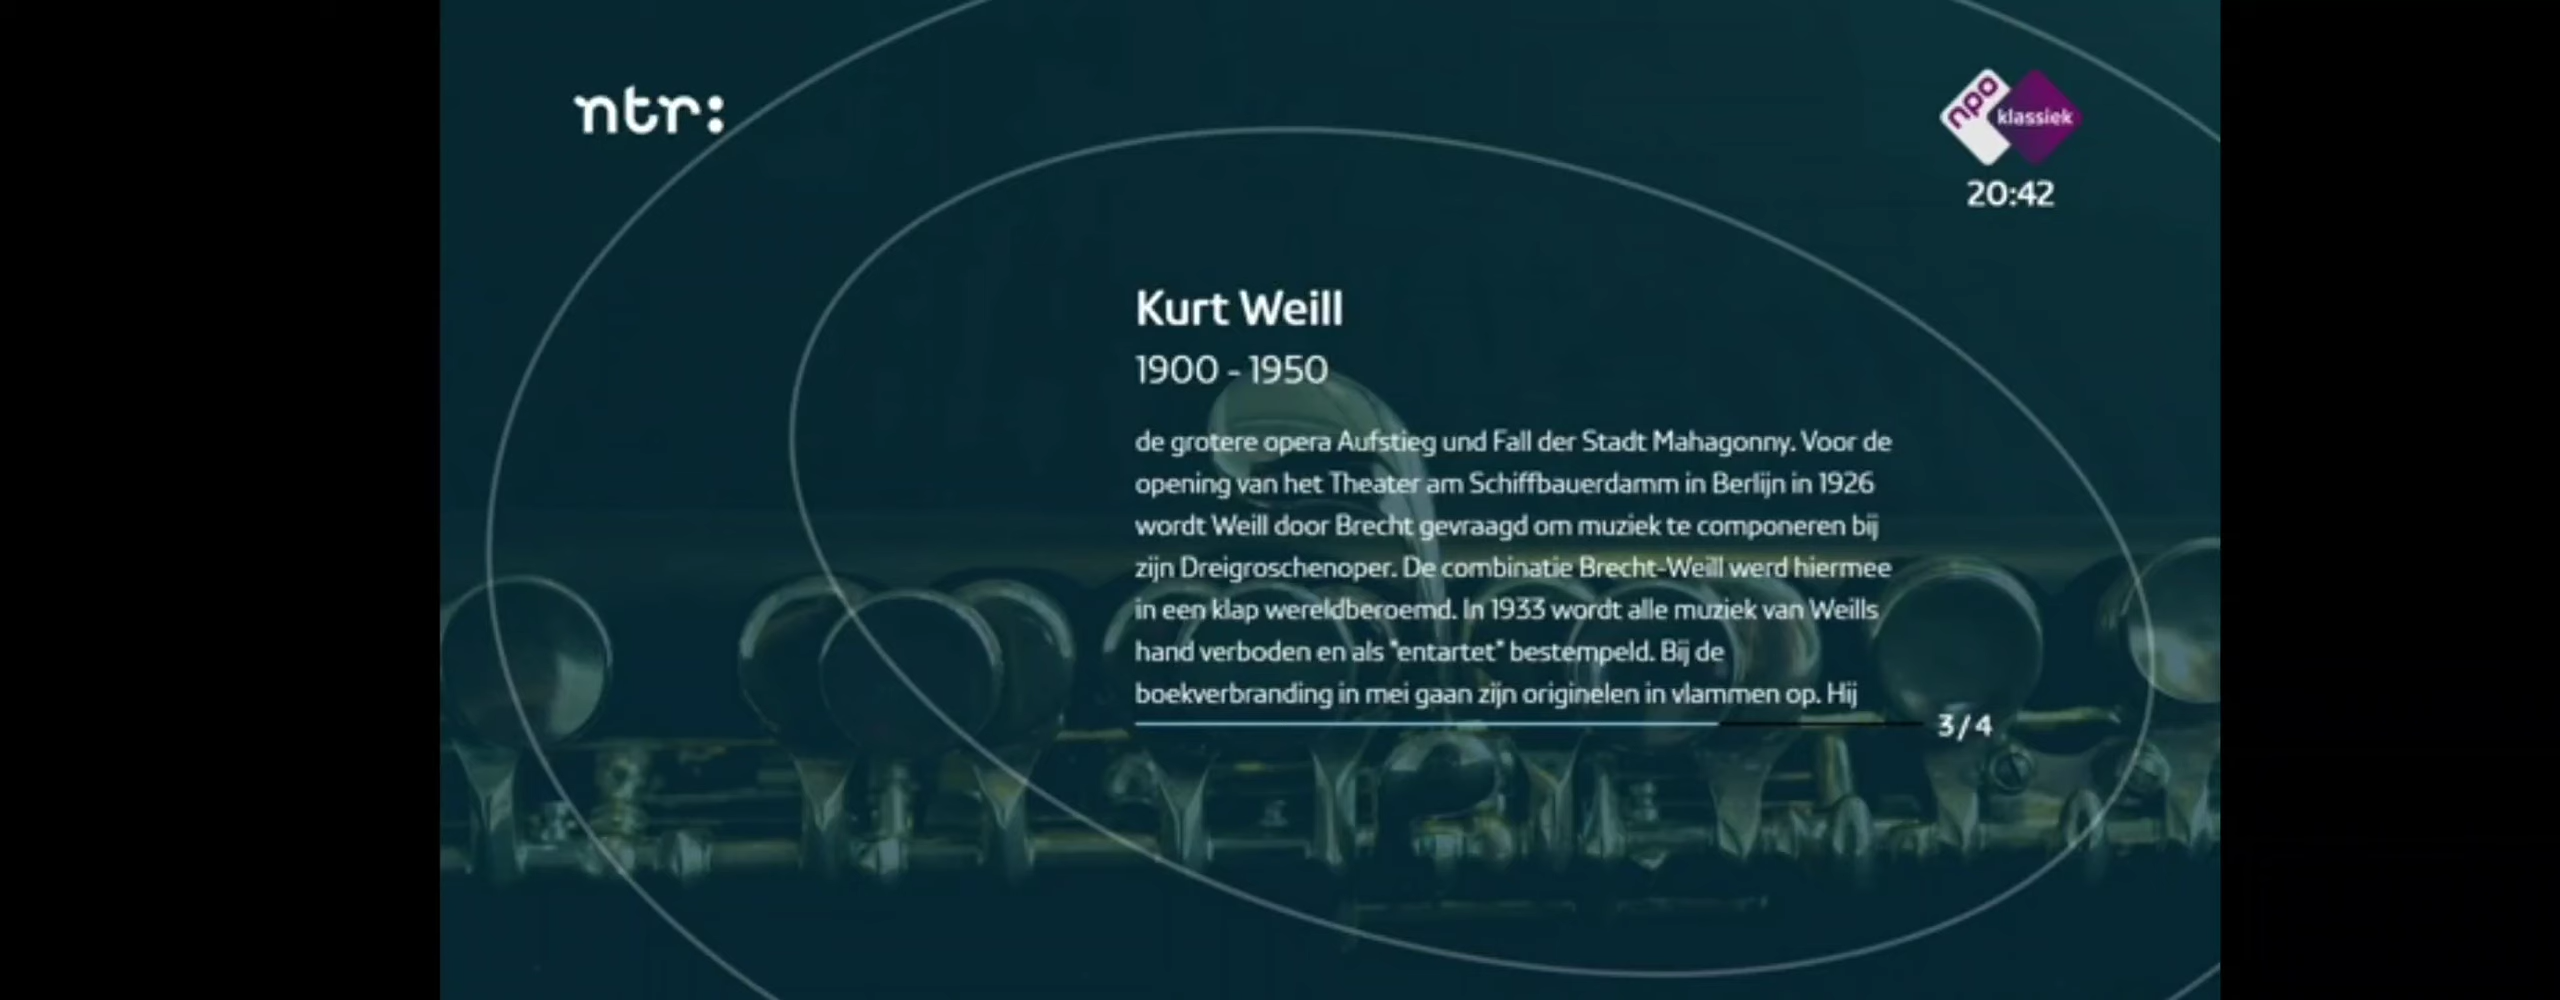 ntr:
npo klassiek
20:42
Kurt Weill
1900 - 1950
de grotere opera Aufstieg und Fall der Stadt Mahagonny. Voor de
opening van het Theater am Schiffbauerdamm in Berlijn in 1926
wordt Weill door Brecht gevraagd om muziek te componeren bij
zijn Dreigroschenoper. De combinatie Brecht-Weill werd hiermee
in een klap wereldberoemd. In 1933 wordt alle muziek van Weills
hand verboden en als "entartet" bestempeld. Bij de
boekverbranding in mei gaan zijn originelen in vlammen op. Hij
3/4